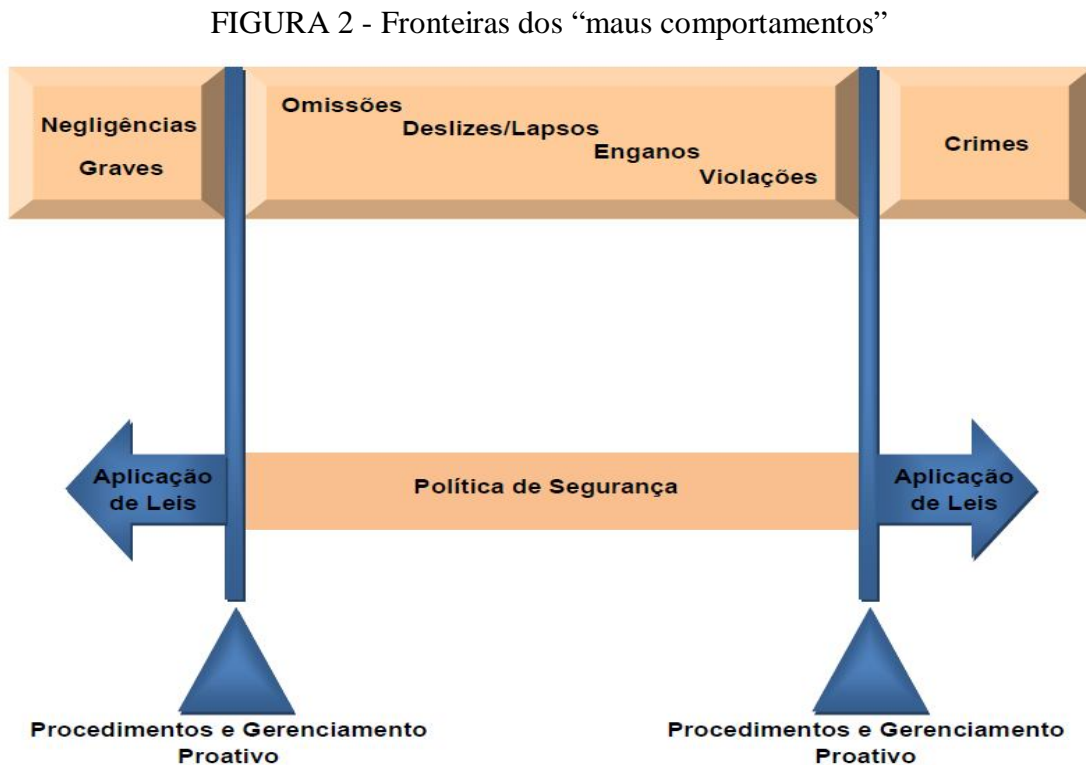 FIGURA 2 - Fronteiras dos “maus comportamentos”
Negligências
Graves
Omissões
Deslizes/Lapsos
Enganos
Violações
Crimes
Aplicação
de Leis
Política de Segurança
Aplicação
de Leis
Procedimentos e Gerenciamento
Proativo
Procedimentos e Gerenciamento
Proativo